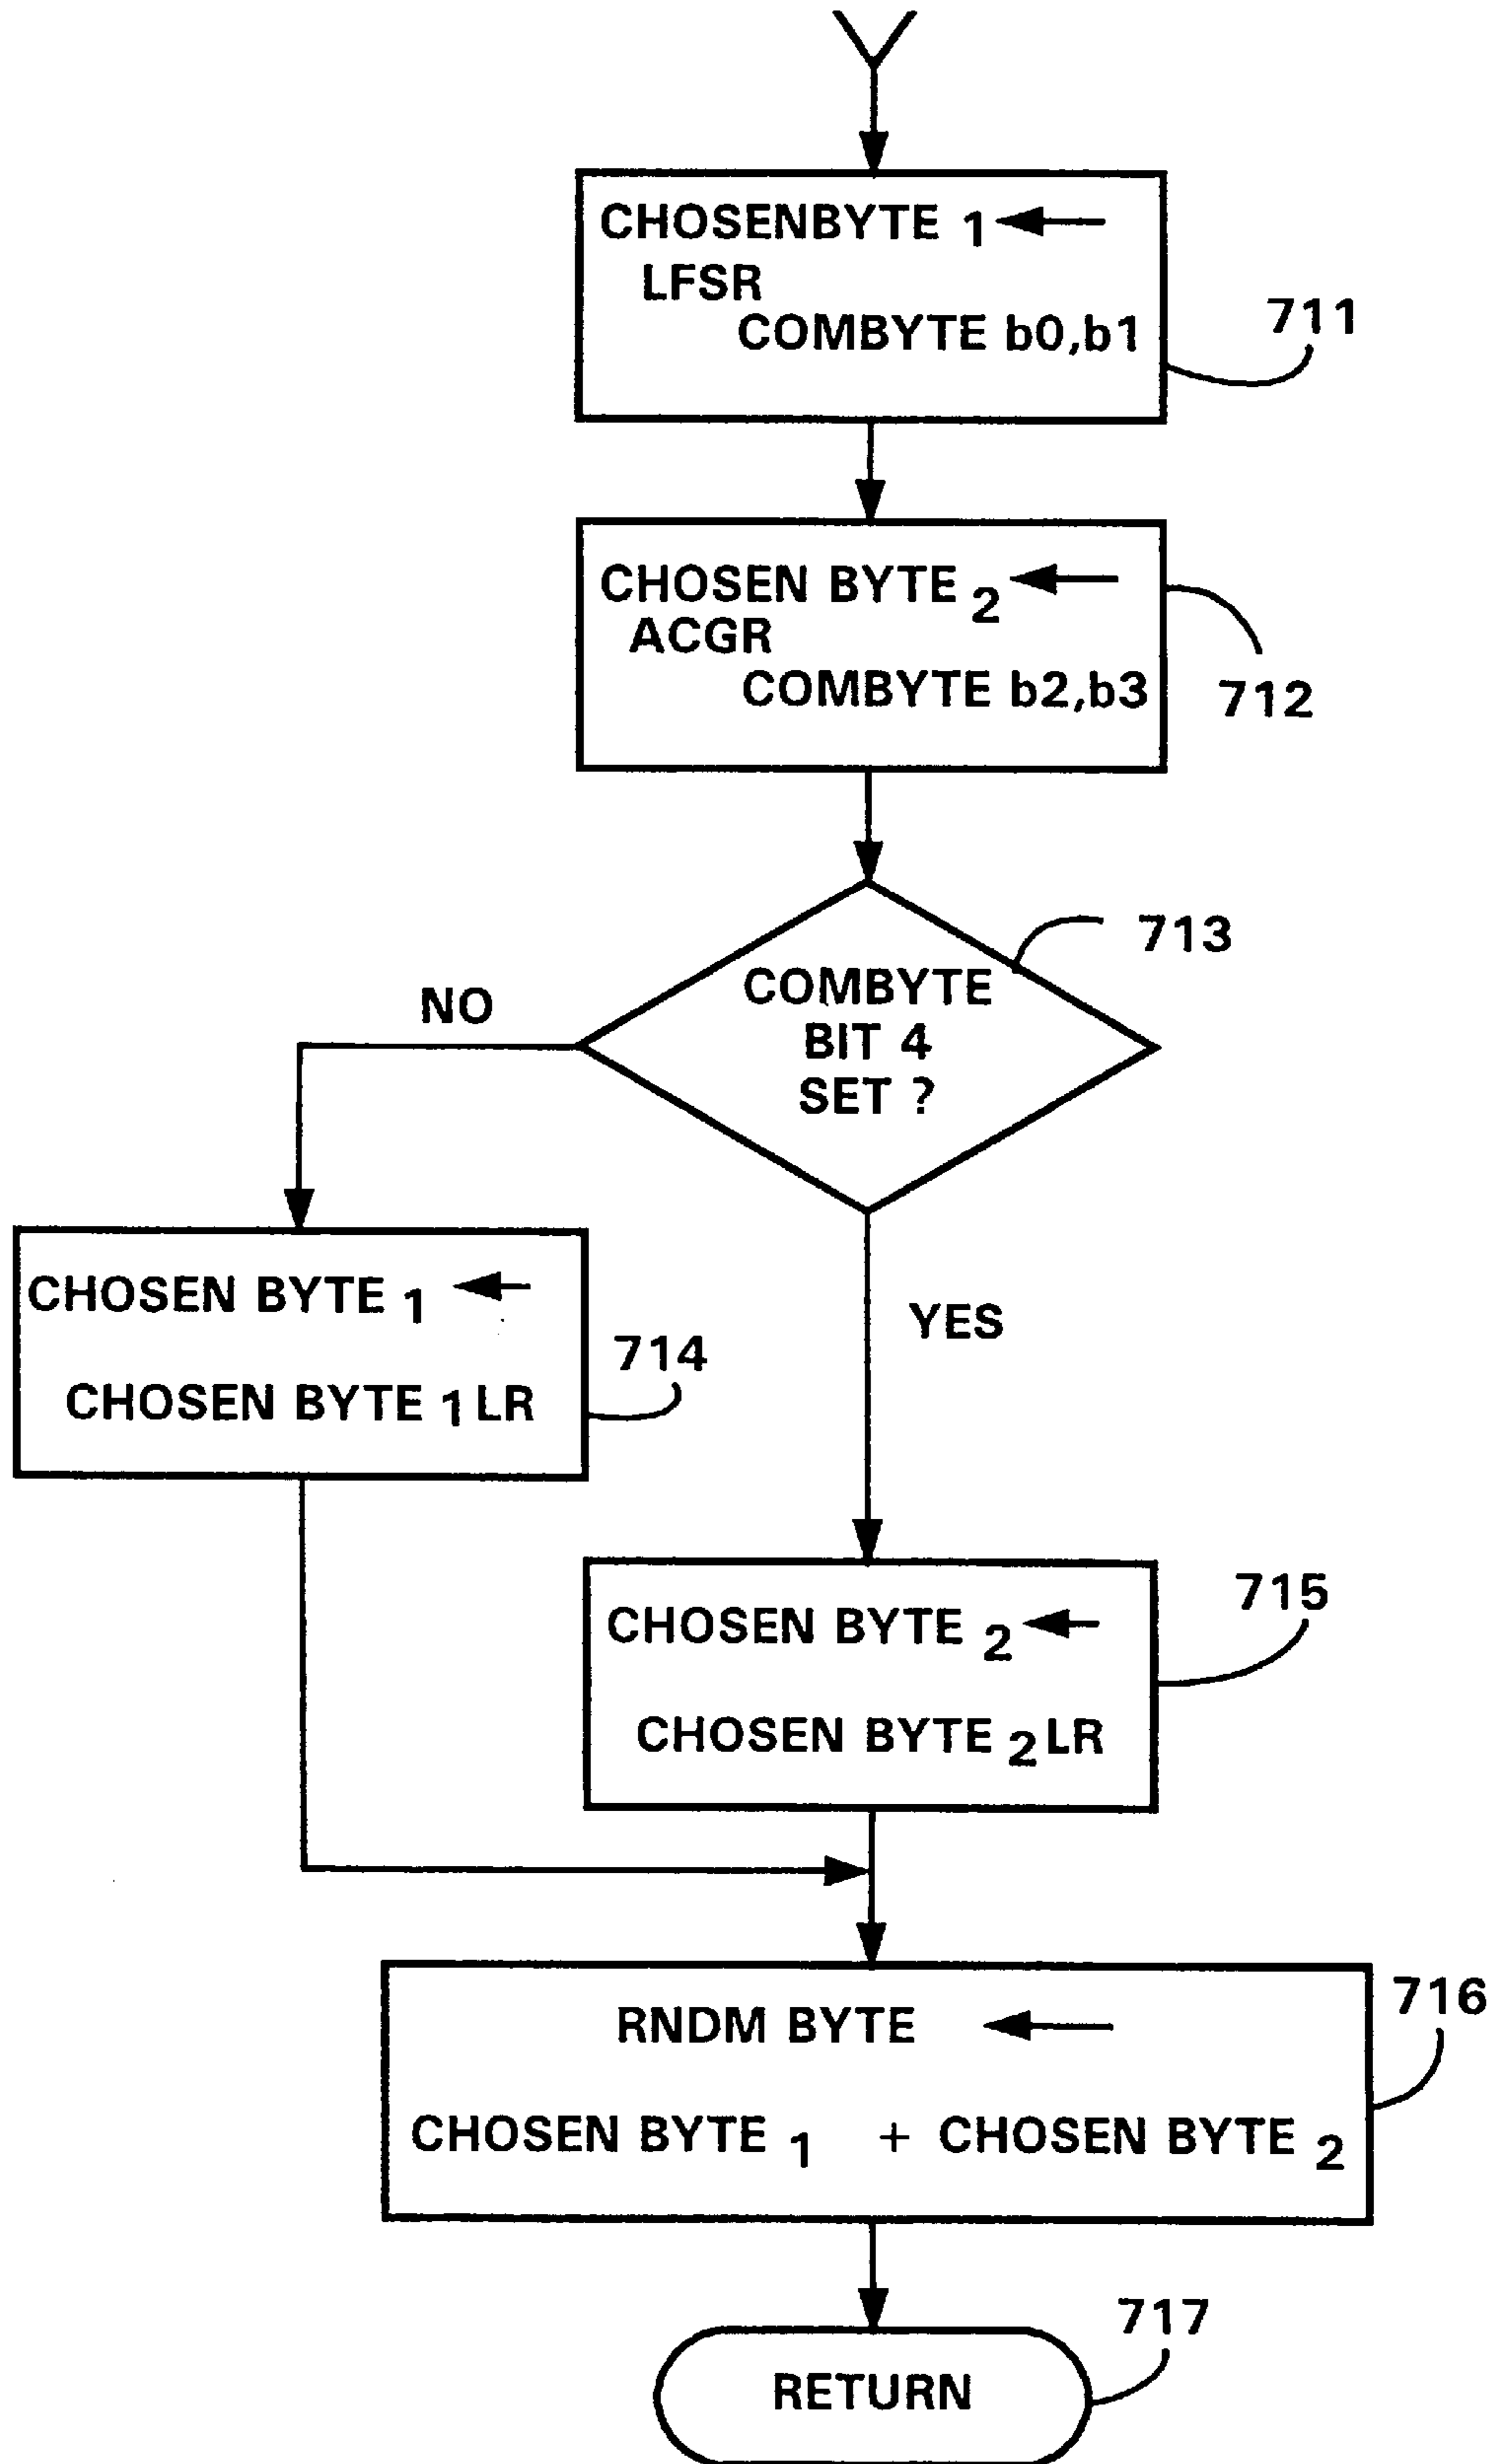 CHOSENBYTE 1 ←
LFSR
COMBYTE b0,b1
711
CHOSEN BYTE 2 ←
ACGR
COMBYTE b2,b3
712
713
COMBYTE
BIT 4
SET ?
NO
YES
CHOSEN BYTE 1 ←
CHOSEN BYTE 1 LR
714
CHOSEN BYTE 2 ←
CHOSEN BYTE 2 LR
715
RNDM BYTE ←
CHOSEN BYTE 1 + CHOSEN BYTE 2
716
RETURN
717